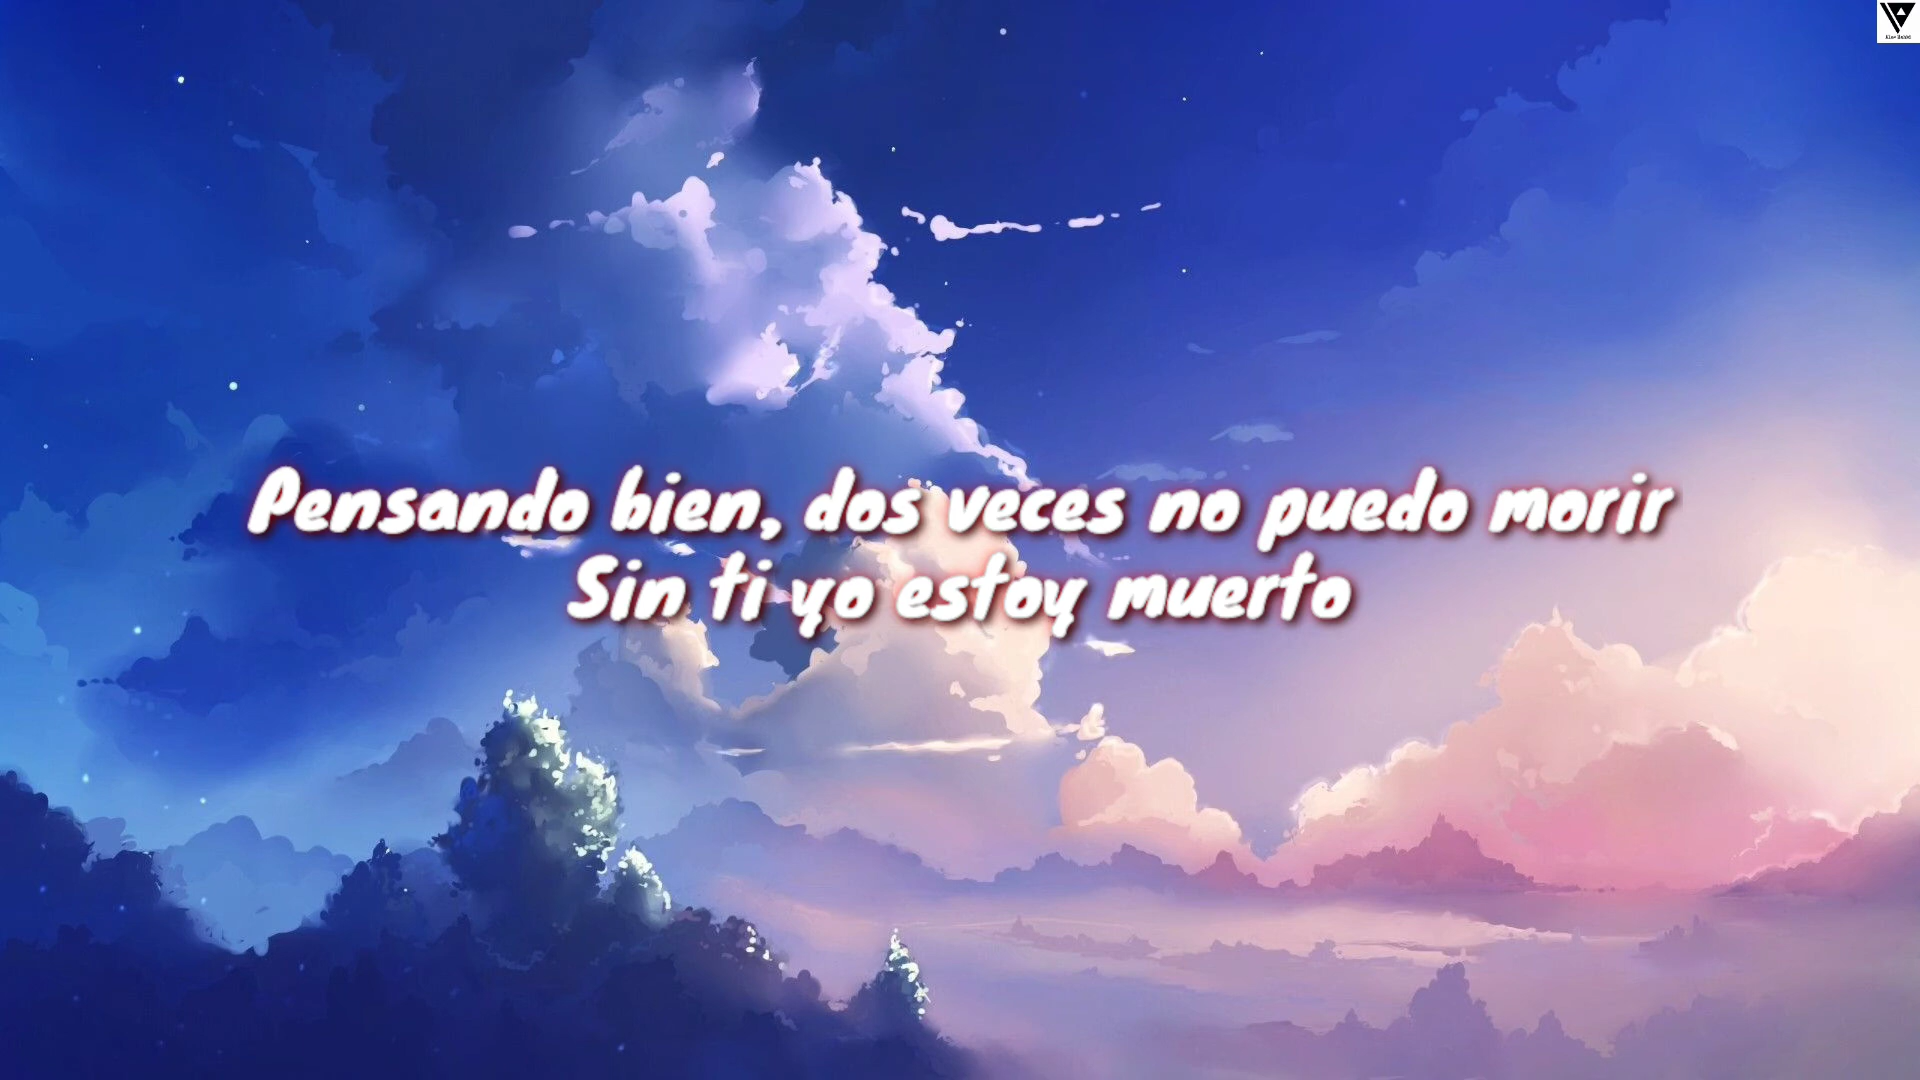 Pensando bien, dos veces no puedo morir
Sin ti yo estoy muerto